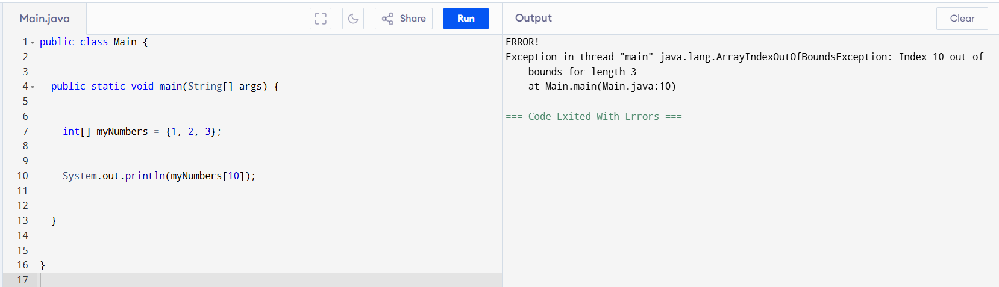 Main.java
Share
Run
Output
Clear
1 public class Main {
2
3
4 public static void main(String[] args) {
5
6
7 int[] myNumbers = {1, 2, 3};
8
9
10 System.out.println(myNumbers[10]);
11
12
13 }
14
15
16 }
17
ERROR!
Exception in thread "main" java.lang.ArrayIndexOutOfBoundsException: Index 10 out of
bounds for length 3
at Main.main(Main.java:10)
=== Code Exited With Errors ===